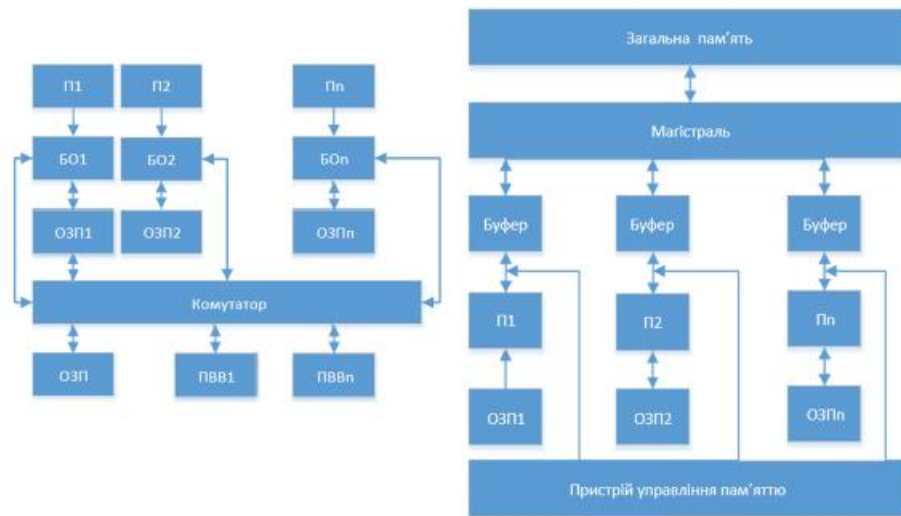 П1
П2
Пn
БО1
БО2
БОn
ОЗП1
ОЗП2
ОЗПn
Комутатор
ОЗП
ПВВ1
ПВВn
Загальна пам'ять
Магістраль
Буфер
Буфер
Буфер
П1
П2
Пn
ОЗП1
ОЗП2
ОЗПn
Пристрій управління пам'яттю